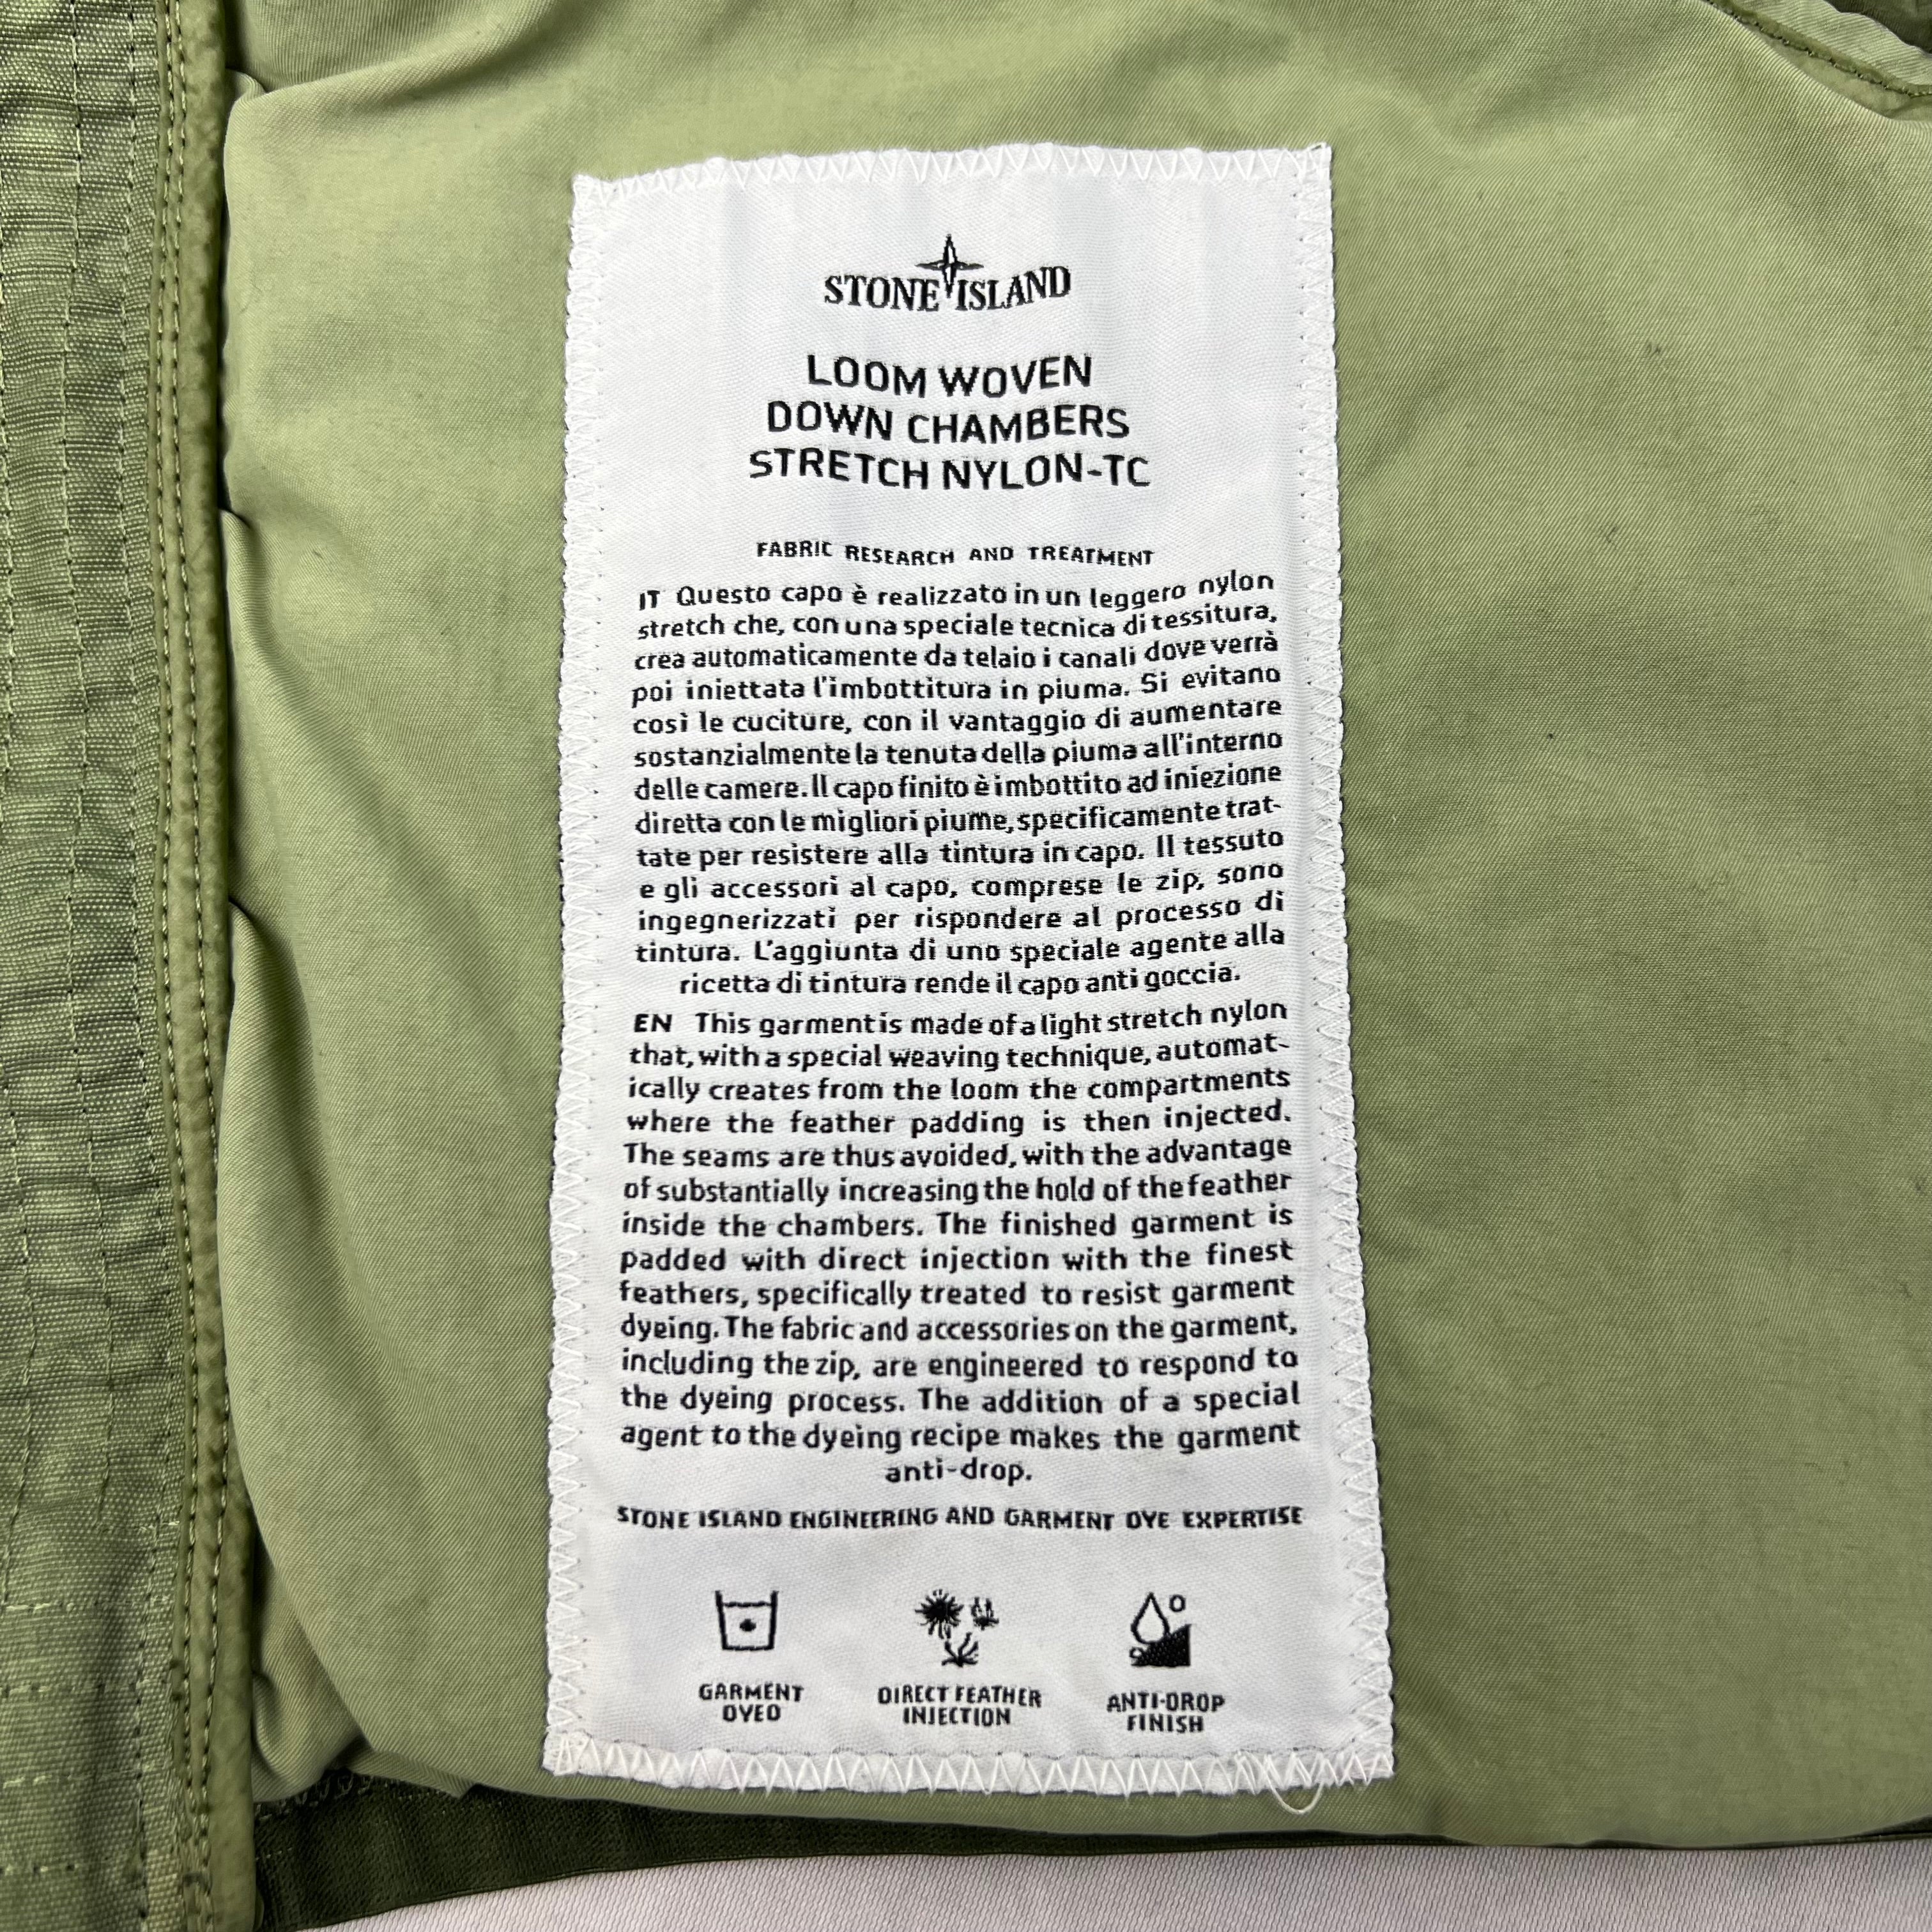 STONE ISLAND
LOOM WOVEN
DOWN CHAMBERS
STRETCH NYLON-TC
FABRIC RESEARCH AND TREATMENT
IT Questo capo è realizzato in un leggero nylon
stretch che, con una speciale tecnica di tessitura,
crea automaticamente da telaio i canali dove verrà
poi iniettata l'imbottitura in piuma. Si evitano
così le cuciture, con il vantaggio di aumentare
sostanzialmente la tenuta della piuma all'interno
delle camere. Il capo finito è imbottito ad iniezione
diretta con le migliori piume, specificamente trat-
tate per resistere alla tintura in capo. Il tessuto
e gli accessori al capo, comprese le zip, sono
ingegnerizzati per rispondere al processo di
tintura. L'aggiunta di uno speciale agente alla
ricetta di tintura rende il capo anti goccia.
EN This garment is made of a light stretch nylon
that, with a special weaving technique, automat-
ically creates from the loom the compartments
where the feather padding is then injected.
The seams are thus avoided, with the advantage
of substantially increasing the hold of the feather
inside the chambers. The finished garment is
padded with direct injection with the finest
feathers, specifically treated to resist garment
dyeing. The fabric and accessories on the garment,
including the zip, are engineered to respond to
the dyeing process. The addition of a special
agent to the dyeing recipe makes the garment
anti-drop.
STONE ISLAND ENGINEERING AND GARMENT DYE EXPERTISE
GARMENT DYED
DIRECT FEATHER INJECTION
ANTI-DROP FINISH